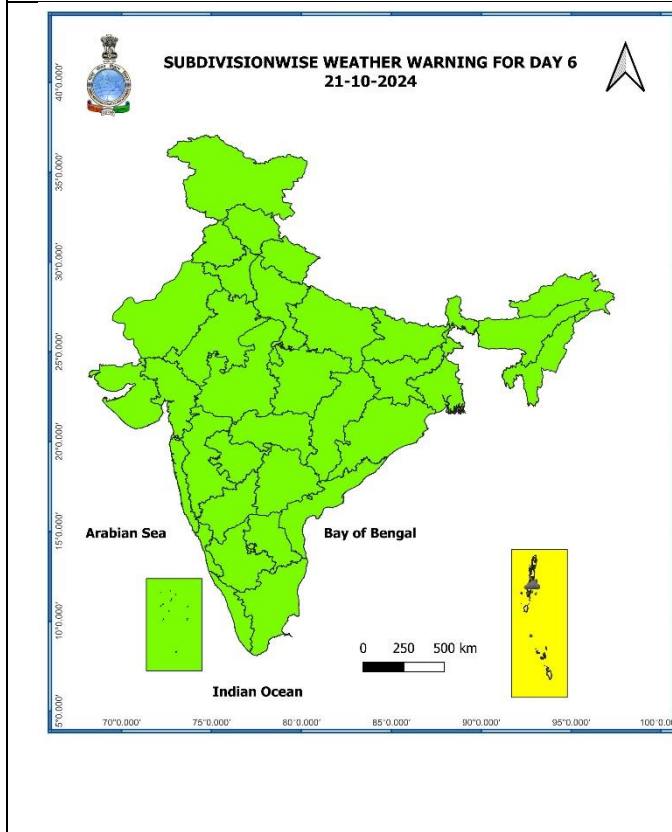 SUBDIVISIONWISE WEATHER WARNING FOR DAY 6
21-10-2024
40°0.000'
35°0.000'
30°0.000'
25°0.000'
20°0.000'
15°0.000'
10°0.000'
5°0.000'
Arabian Sea
Bay of Bengal
0 250 500 km
Indian Ocean
70°0.000' 75°0.000' 80°0.000' 85°0.000' 90°0.000' 95°0.000' 100°0.0